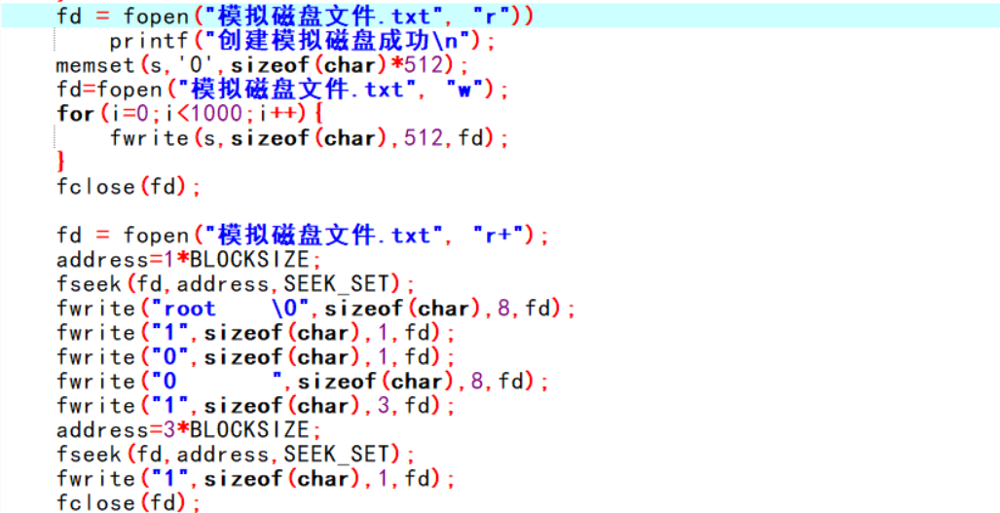 fd = fopen("模拟磁盘文件.txt", "r"))
printf("创建模拟磁盘成功\n");
memset(s,'0',sizeof(char)*512);
fd=fopen("模拟磁盘文件.txt", "w");
for(i=0;i<1000;i++){
fwrite(s,sizeof(char),512,fd);
}
fclose(fd);
fd = fopen("模拟磁盘文件.txt", "r+");
address=1*BLOCKSIZE;
fseek(fd,address,SEEK_SET);
fwrite("root   \0",sizeof(char),8,fd);
fwrite("1",sizeof(char),1,fd);
fwrite("0",sizeof(char),1,fd);
fwrite("0       ",sizeof(char),8,fd);
fwrite("1",sizeof(char),3,fd);
address=3*BLOCKSIZE;
fseek(fd,address,SEEK_SET);
fwrite("1",sizeof(char),1,fd);
fclose(fd);